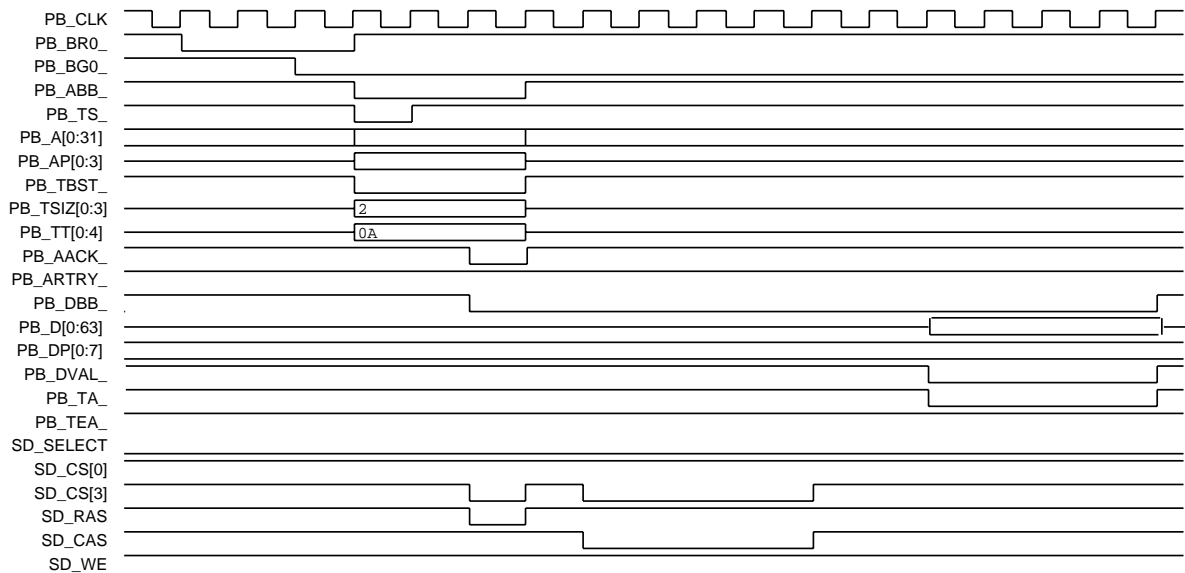 PB_CLK
PB_BR0_
PB_BG0_
PB_ABB_
PB_TS_
PB_A[0:31]
PB_AP[0:3]
PB_TBST_
PB_TSIZ[0:3] 2
PB_TT[0:4] 0A
PB_AACK_
PB_ARTRY_
PB_DBB_
PB_D[0:63]
PB_DP[0:7]
PB_DVAL_
PB_TA_
PB_TEA_
SD_SELECT
SD_CS[0]
SD_CS[3]
SD_RAS
SD_CAS
SD_WE